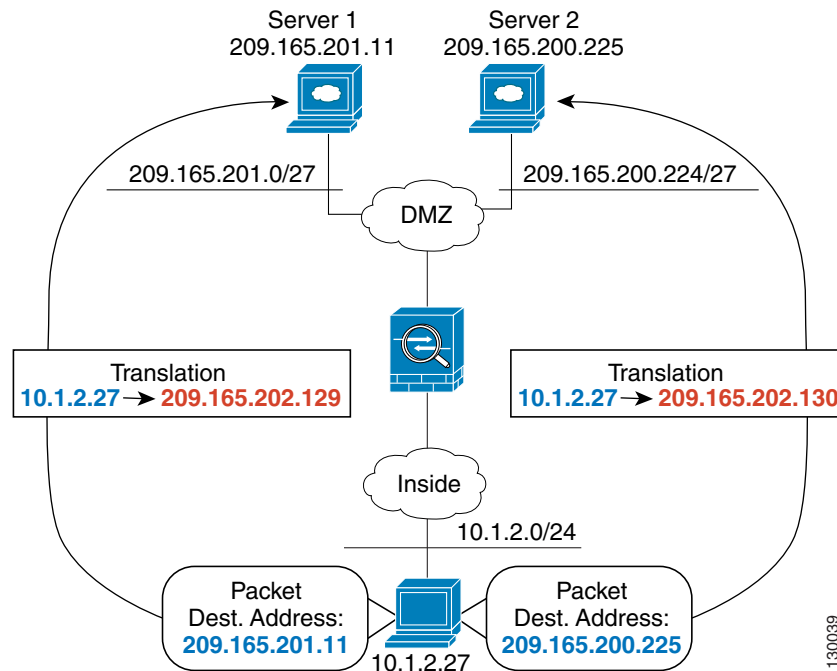 Server 1
209.165.201.11
Server 2
209.165.200.225
209.165.201.0/27
209.165.200.224/27
DMZ
Translation
10.1.2.27 209.165.202.129
Translation
10.1.2.27 209.165.202.130
Inside
10.1.2.0/24
Packet
Dest. Address:
209.165.201.11
Packet
Dest. Address:
209.165.200.225
10.1.2.27
130039